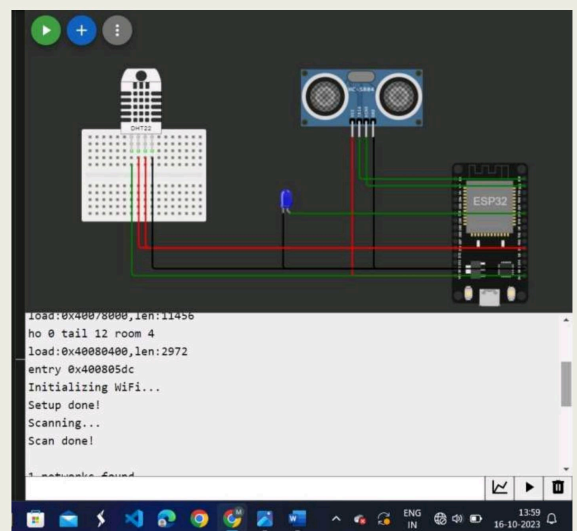 DHT22
HC-SR04
ESP32
load:0x40078000,len:11456
ho 0 tail 12 room 4
load:0x40080400,len:2972
entry 0x400805dc
Initializing WiFi...
Setup done!
Scanning...
Scan done!
1 networks found
ENG
IN
13:59
16-10-2023